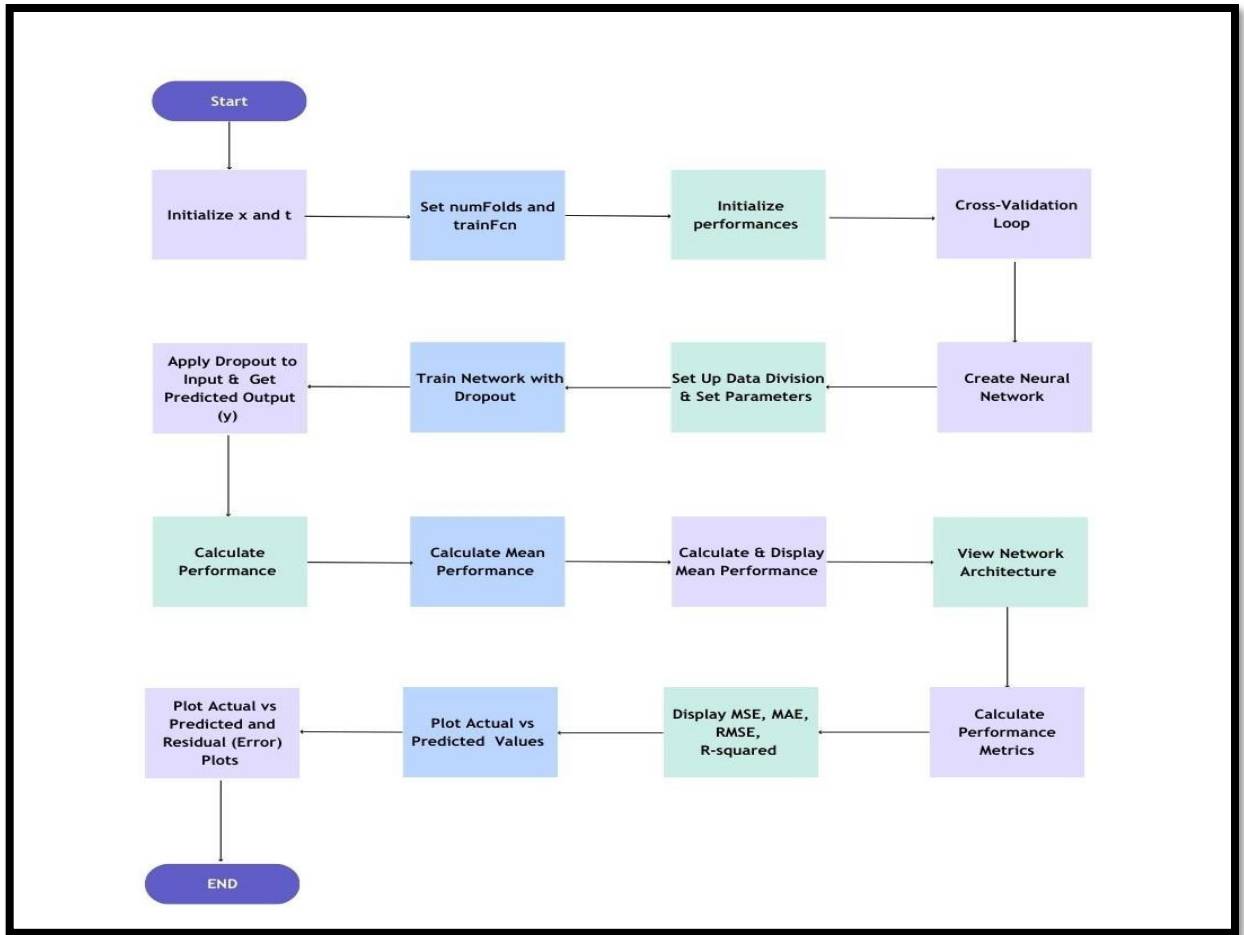 Start
Initialize x and t
Set numFolds and
trainFcn
Initialize
performances
Cross-Validation
Loop
Create Neural
Network
Set Up Data Division
& Set Parameters
Train Network with
Dropout
Apply Dropout to
Input & Get
Predicted Output
(y)
Calculate
Performance
Calculate Mean
Performance
Calculate & Display
Mean Performance
View Network
Architecture
Calculate
Performance
Metrics
Display MSE, MAE,
RMSE,
R-squared
Plot Actual vs
Predicted Values
Plot Actual vs
Predicted and
Residual (Error)
Plots
END